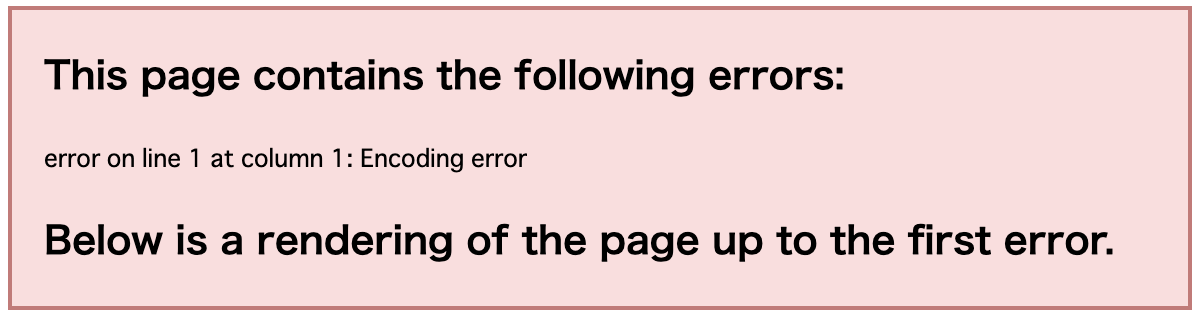 This page contains the following errors:
error on line 1 at column 1: Encoding error
Below is a rendering of the page up to the first error.